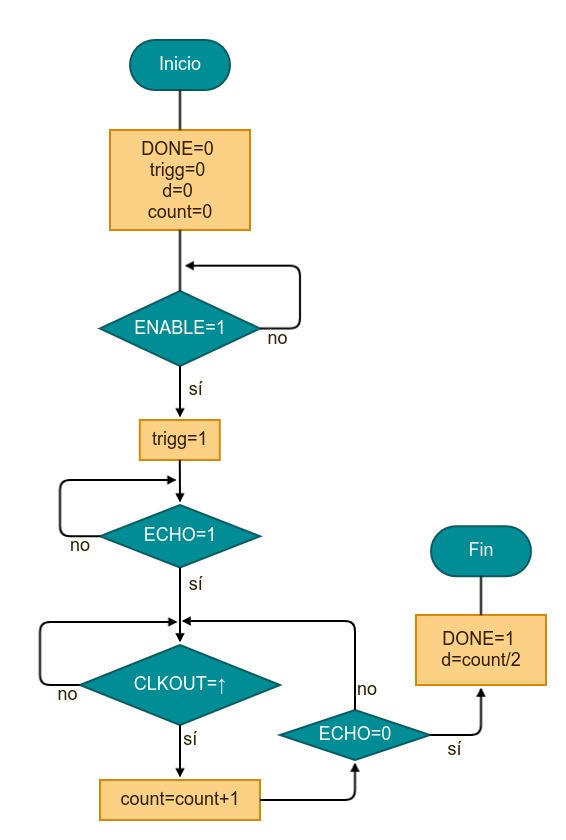 Inicio
DONE=0
trigg=0
d=0
count=0
ENABLE=1
no
sí
trigg=1
ECHO=1
no
sí
CLKOUT=↑
no
sí
count=count+1
ECHO=0
no
sí
DONE=1
d=count/2
Fin